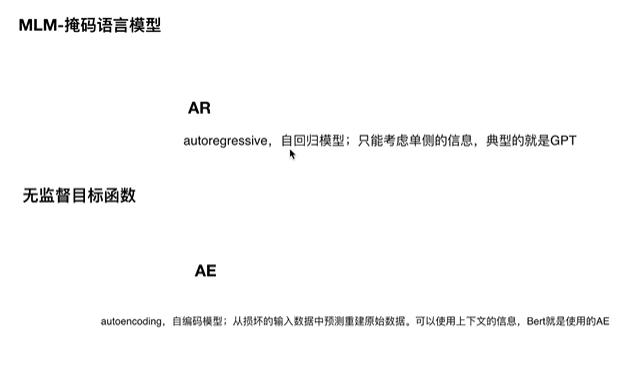 MLM-掩码语言模型
AR
autoregressive，自回归模型；只能考虑单侧的信息，典型的就是GPT
无监督目标函数
AE
autoencoding，自编码模型；从损坏的输入数据中预测重建原始数据。可以使用上下文的信息，Bert就是使用的AE